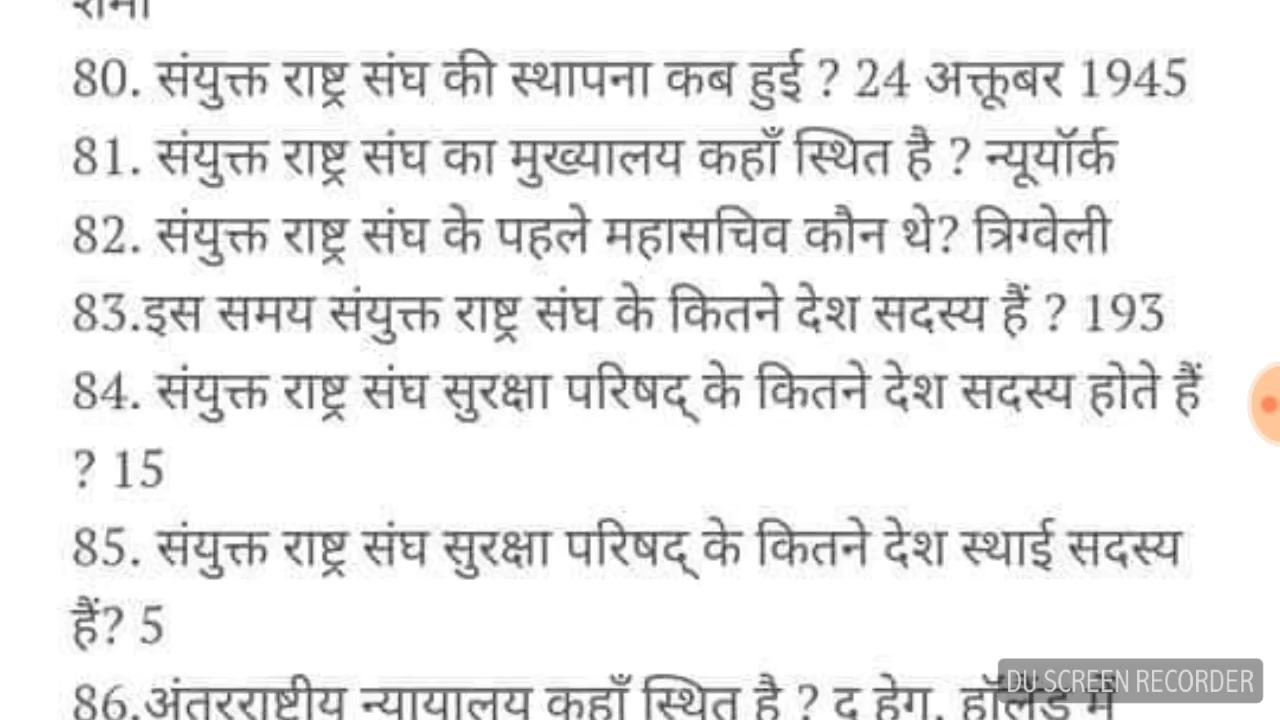 शर्मा
80. संयुक्त राष्ट्र संघ की स्थापना कब हुई ? 24 अक्तूबर 1945
81. संयुक्त राष्ट्र संघ का मुख्यालय कहाँ स्थित है ? न्यूयॉर्क
82. संयुक्त राष्ट्र संघ के पहले महासचिव कौन थे? त्रिग्वेली
83.इस समय संयुक्त राष्ट्र संघ के कितने देश सदस्य हैं ? 193
84. संयुक्त राष्ट्र संघ सुरक्षा परिषद् के कितने देश सदस्य होते हैं
? 15
85. संयुक्त राष्ट्र संघ सुरक्षा परिषद् के कितने देश स्थाई सदस्य
हैं? 5
86.अंतरराष्टीय न्यायालय कहाँ स्थित है ? द हेग, हॉलैंड में
DU SCREEN RECORDER